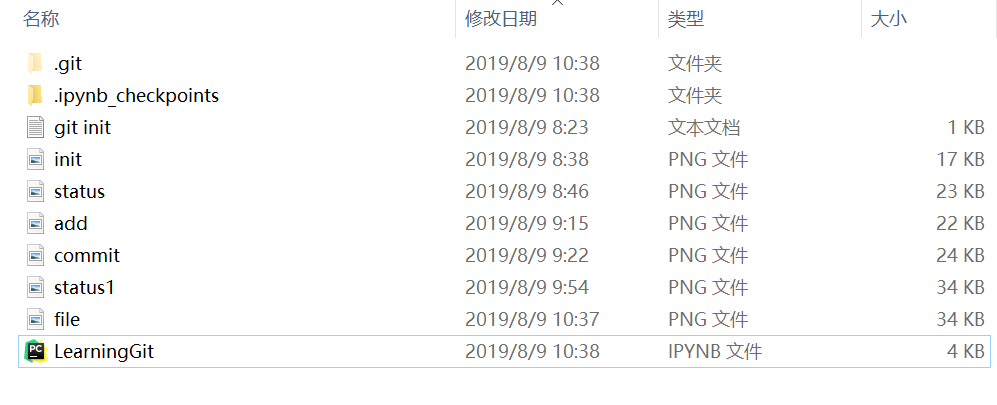 名称 修改日期 类型 大小
.git 2019/8/9 10:38 文件夹
.ipynb_checkpoints 2019/8/9 10:38 文件夹
git init 2019/8/9 8:23 文本文档 1 KB
init 2019/8/9 8:38 PNG 文件 17 KB
status 2019/8/9 8:46 PNG 文件 23 KB
add 2019/8/9 9:15 PNG 文件 22 KB
commit 2019/8/9 9:22 PNG 文件 24 KB
status1 2019/8/9 9:54 PNG 文件 34 KB
file 2019/8/9 10:37 PNG 文件 34 KB
PC LearningGit 2019/8/9 10:38 IPYNB 文件 4 KB